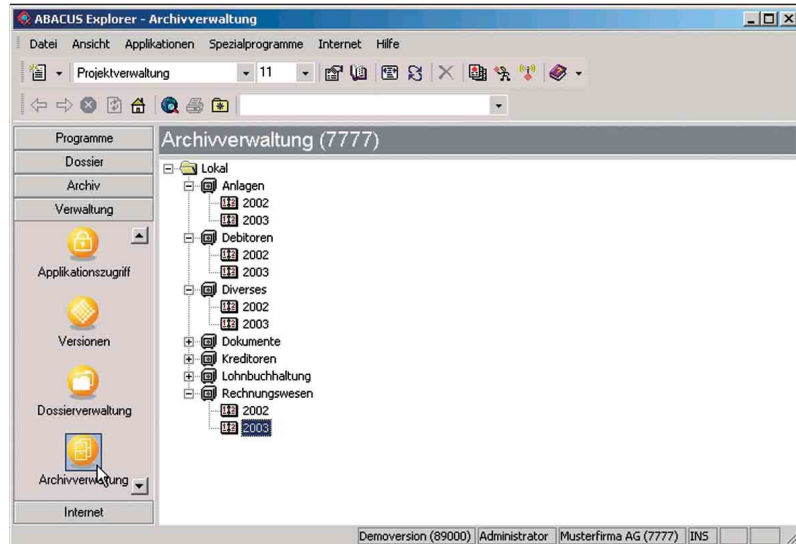 ABACUS Explorer - Archivverwaltung
Datei Ansicht Applikationen Spezialprogramme Internet Hilfe
Projektverwaltung 11
Programme
Dossier
Archiv
Verwaltung
Applikationszugriff
Versionen
Dossierverwaltung
Archivverwaltung
Internet
Archivverwaltung (7777)
Lokal
Anlagen
2002
2003
Debitoren
2002
2003
Diverses
2002
2003
Dokumente
Kreditoren
Lohnbuchhaltung
Rechnungswesen
2002
2003
Demoversion (89000) Administrator Musterfirma AG (7777) INS